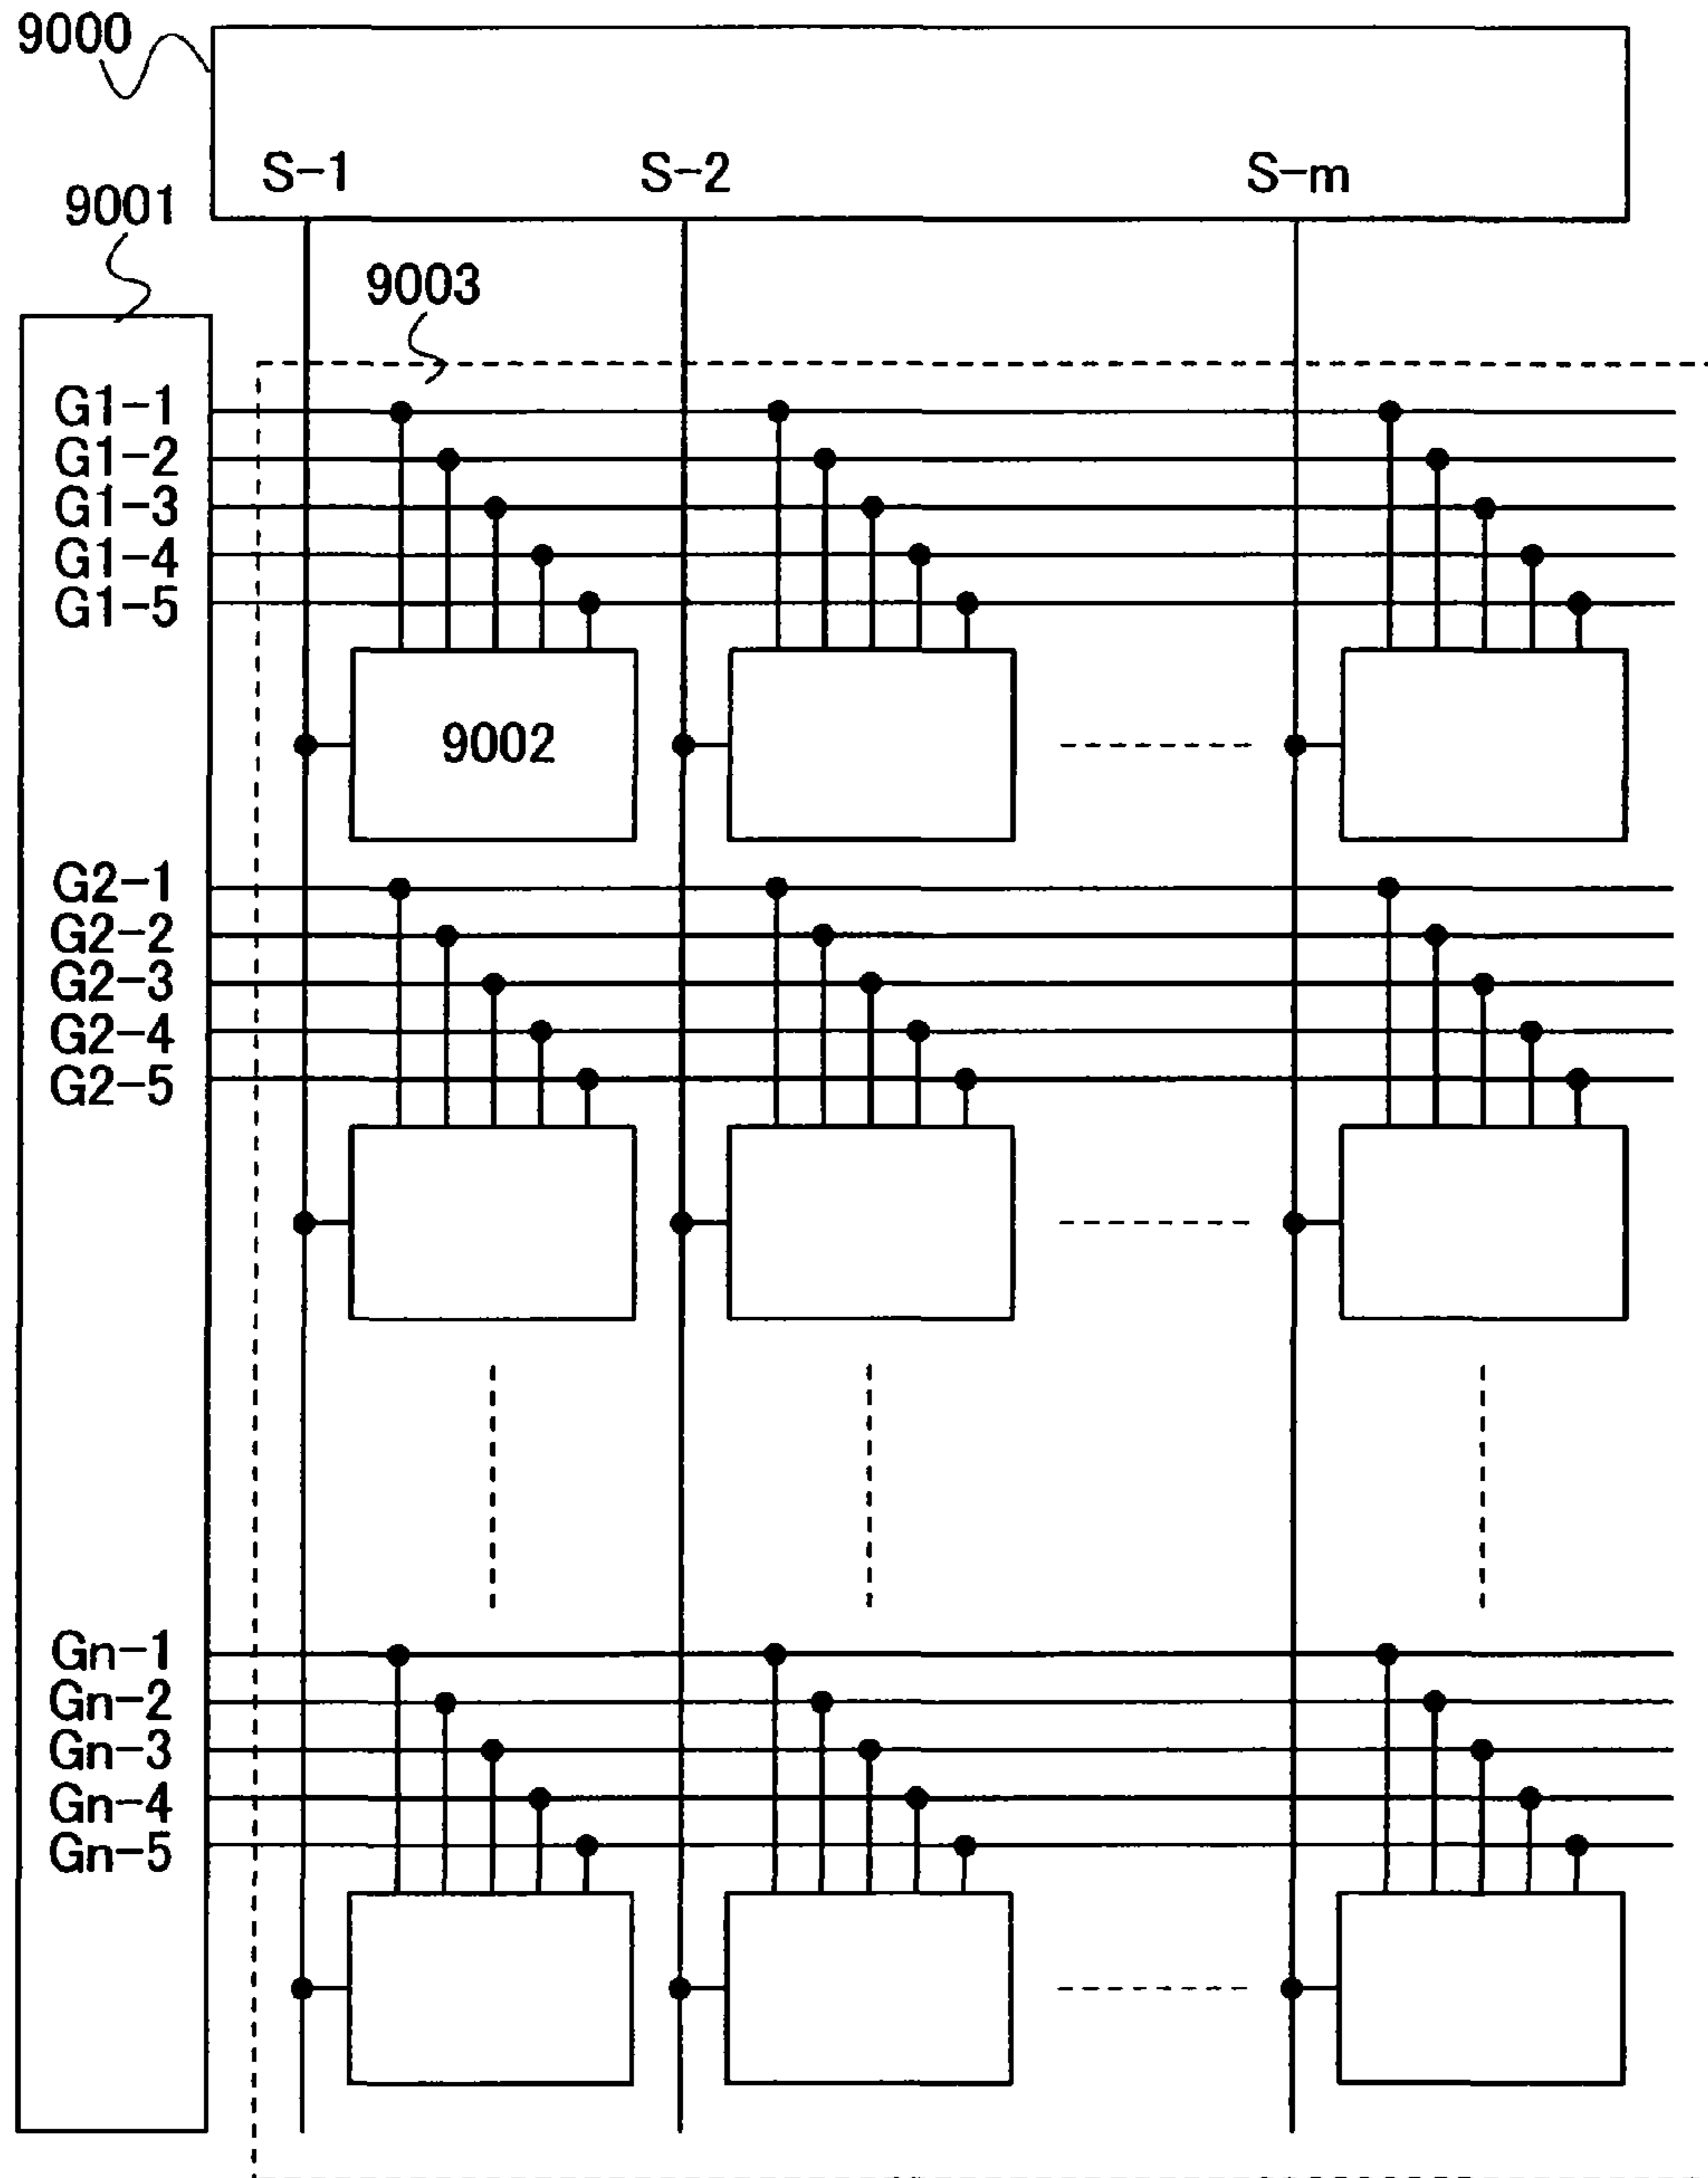 9000
S-1 S-2 S-m
9001
9003
G1-1
G1-2
G1-3
G1-4
G1-5
9002
G2-1
G2-2
G2-3
G2-4
G2-5
Gn-1
Gn-2
Gn-3
Gn-4
Gn-5